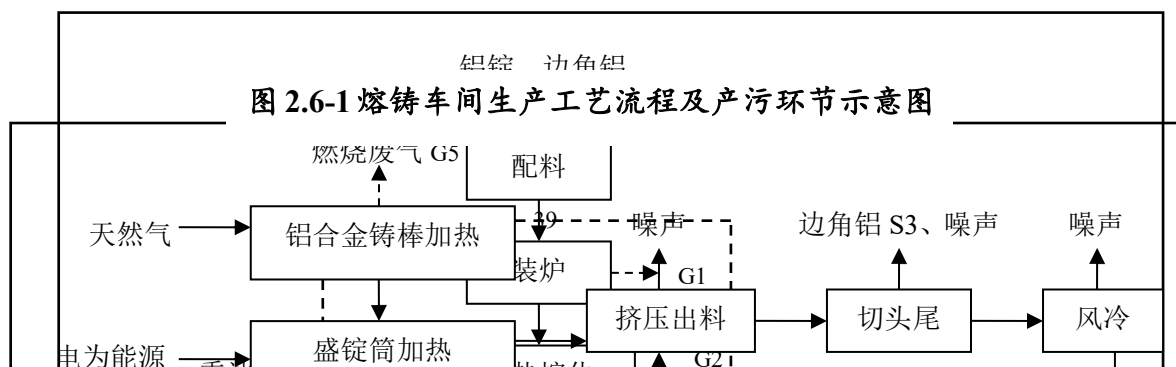 铝锭、边角铝
图 2.6-1 熔铸车间生产工艺流程及产污环节示意图
燃烧废气 G5
配料
天然气
铝合金铸棒加热
39
噪声
边角铝 S3、噪声
噪声
装炉
G1
挤压出料
切头尾
风冷
电为能源
盛锭筒加热
G2